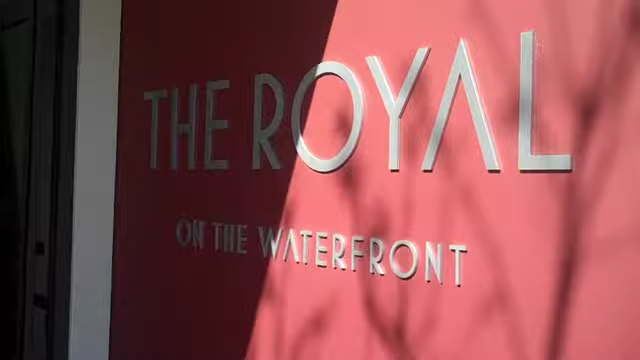 THE ROYAL
ON THE WATERFRONT